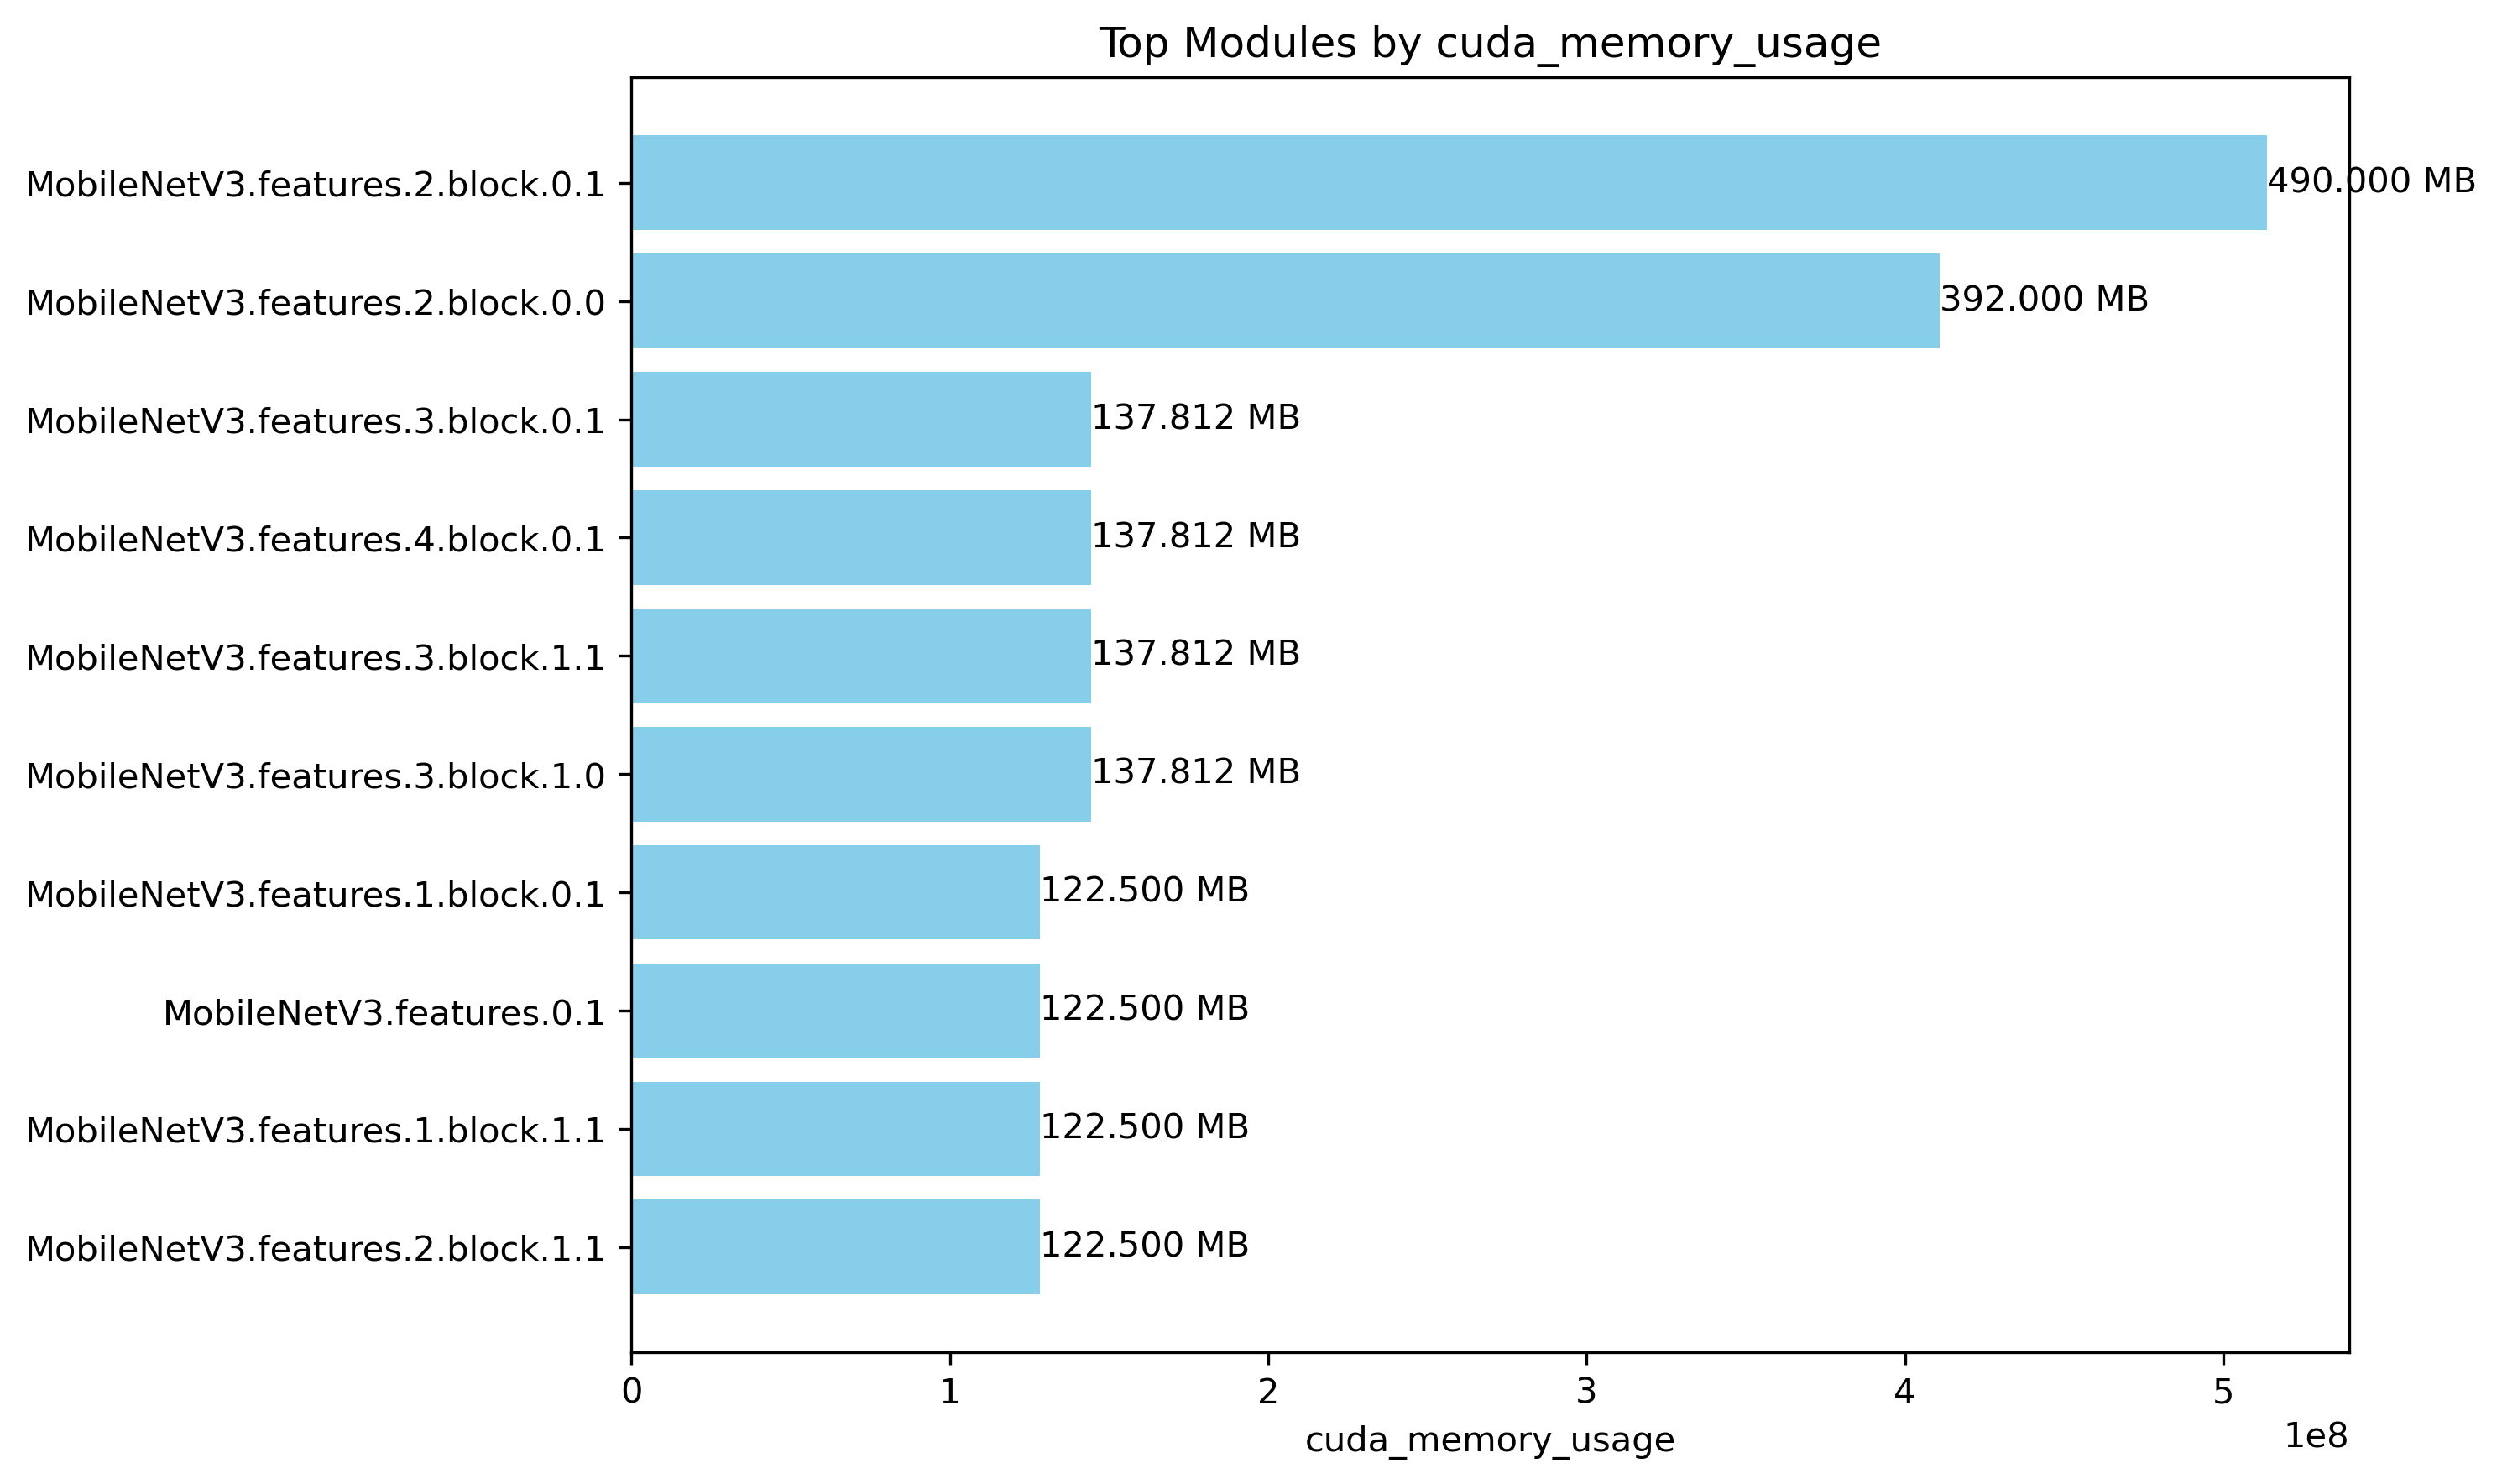 Top Modules by cuda_memory_usage
MobileNetV3.features.2.block.0.1 490.000 MB
MobileNetV3.features.2.block.0.0 392.000 MB
MobileNetV3.features.3.block.0.1 137.812 MB
MobileNetV3.features.4.block.0.1 137.812 MB
MobileNetV3.features.3.block.1.1 137.812 MB
MobileNetV3.features.3.block.1.0 137.812 MB
MobileNetV3.features.1.block.0.1 122.500 MB
MobileNetV3.features.0.1 122.500 MB
MobileNetV3.features.1.block.1.1 122.500 MB
MobileNetV3.features.2.block.1.1 122.500 MB
0 1 2 3 4 5
1e8
cuda_memory_usage